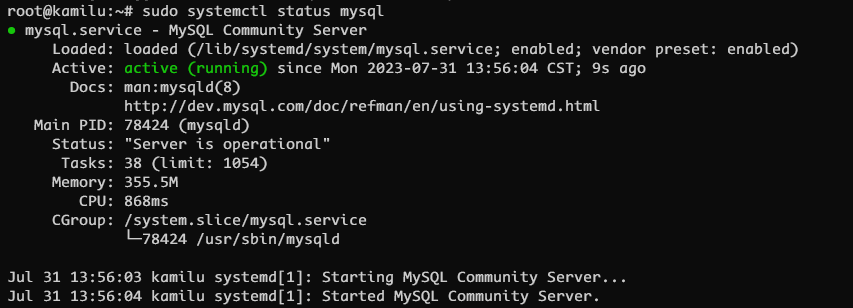 root@kamilu:~# sudo systemctl status mysql
● mysql.service - MySQL Community Server
     Loaded: loaded (/lib/systemd/system/mysql.service; enabled; vendor preset: enabled)
     Active: active (running) since Mon 2023-07-31 13:56:04 CST; 9s ago
       Docs: man:mysqld(8)
             http://dev.mysql.com/doc/refman/en/using-systemd.html
   Main PID: 78424 (mysqld)
     Status: "Server is operational"
      Tasks: 38 (limit: 1054)
     Memory: 355.5M
        CPU: 868ms
     CGroup: /system.slice/mysql.service
             └─78424 /usr/sbin/mysqld
Jul 31 13:56:03 kamilu systemd[1]: Starting MySQL Community Server...
Jul 31 13:56:04 kamilu systemd[1]: Started MySQL Community Server.